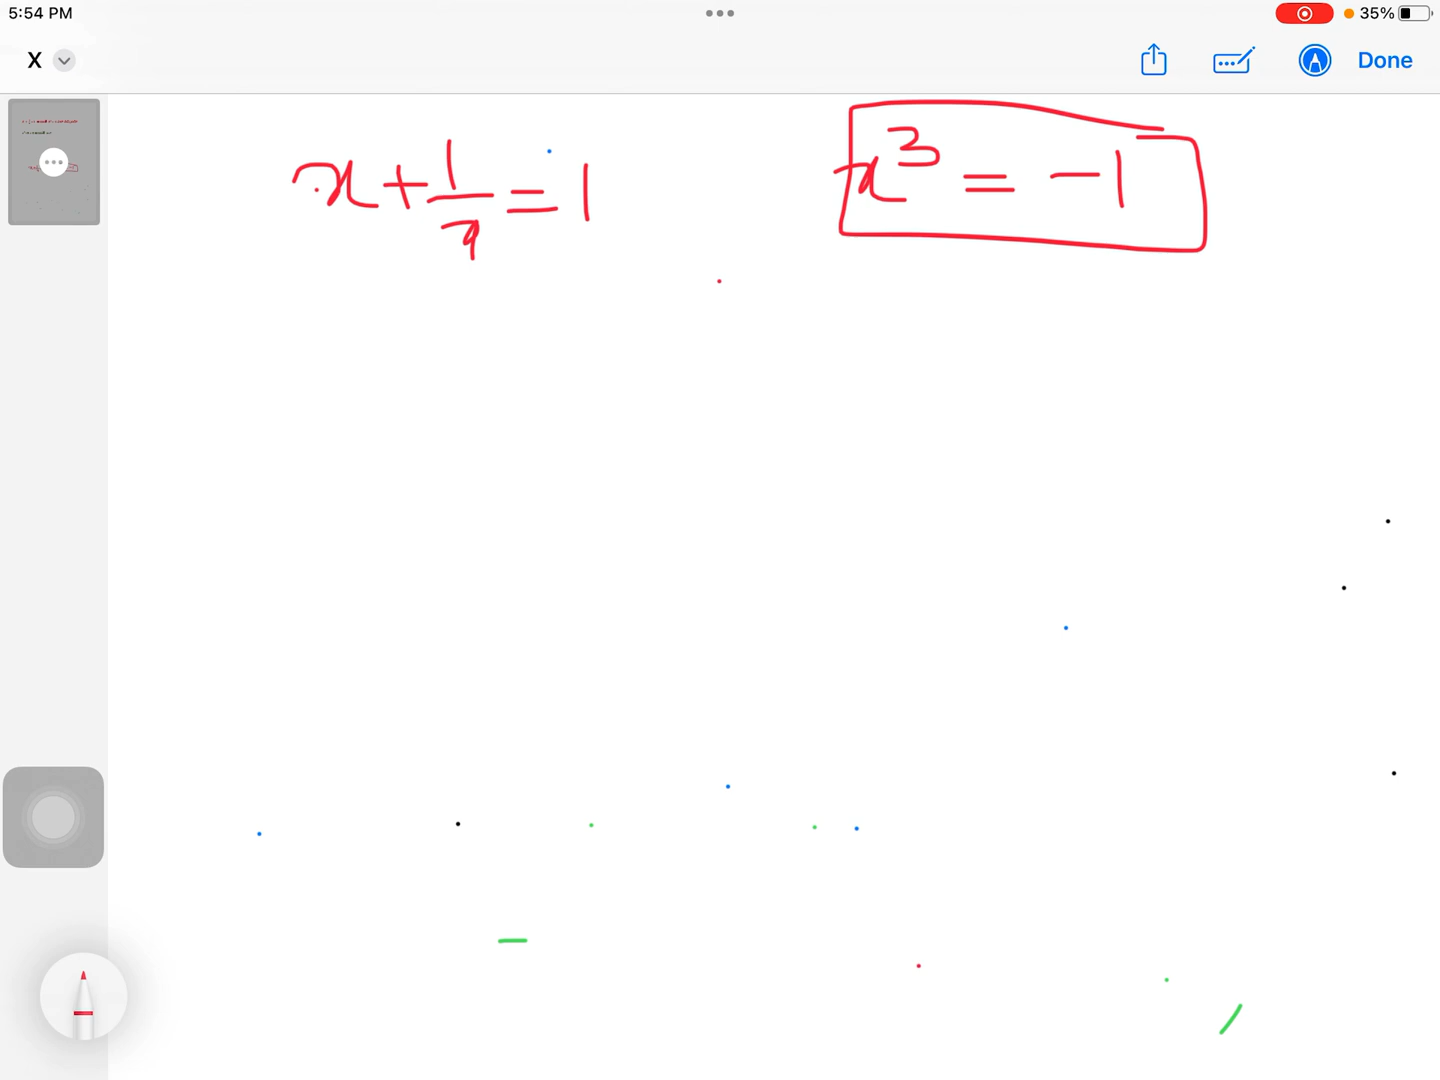 5:54 PM
35%
X
Done
x + 1/x = 1
x³ = -1